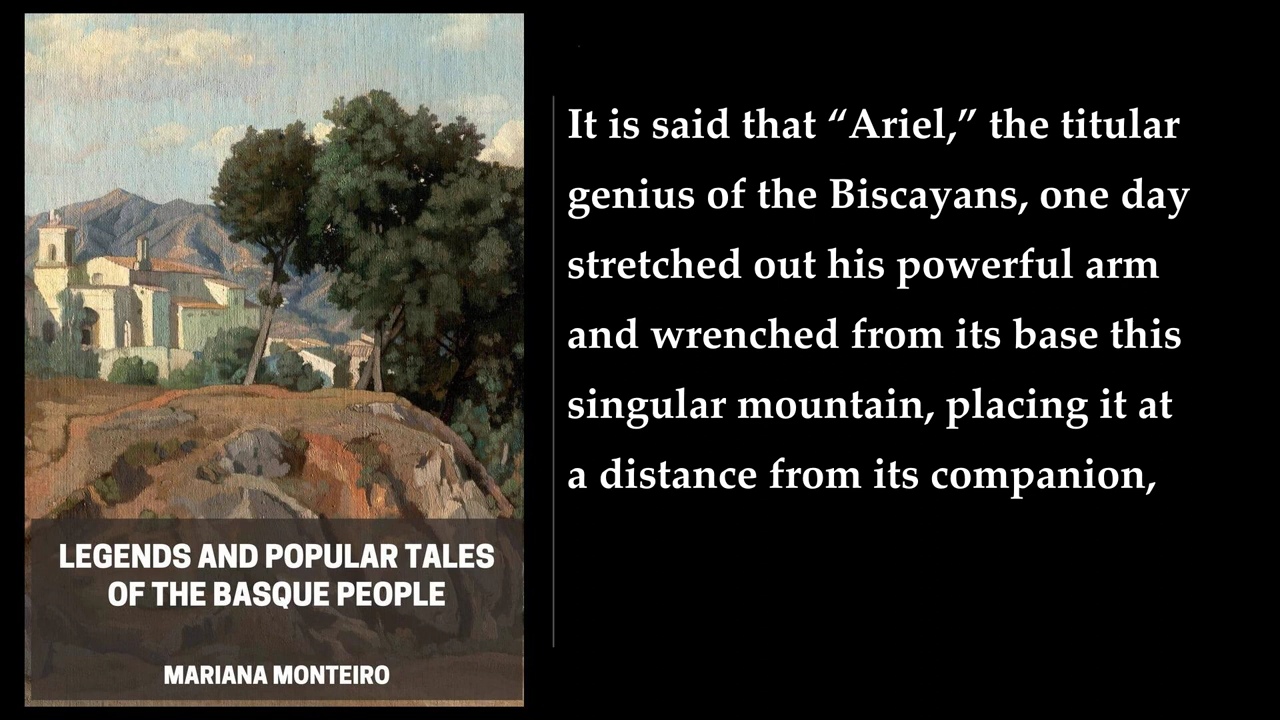 LEGENDS AND POPULAR TALES
OF THE BASQUE PEOPLE
MARIANA MONTEIRO
It is said that “Ariel,” the titular
genius of the Biscayans, one day
stretched out his powerful arm
and wrenched from its base this
singular mountain, placing it at
a distance from its companion,